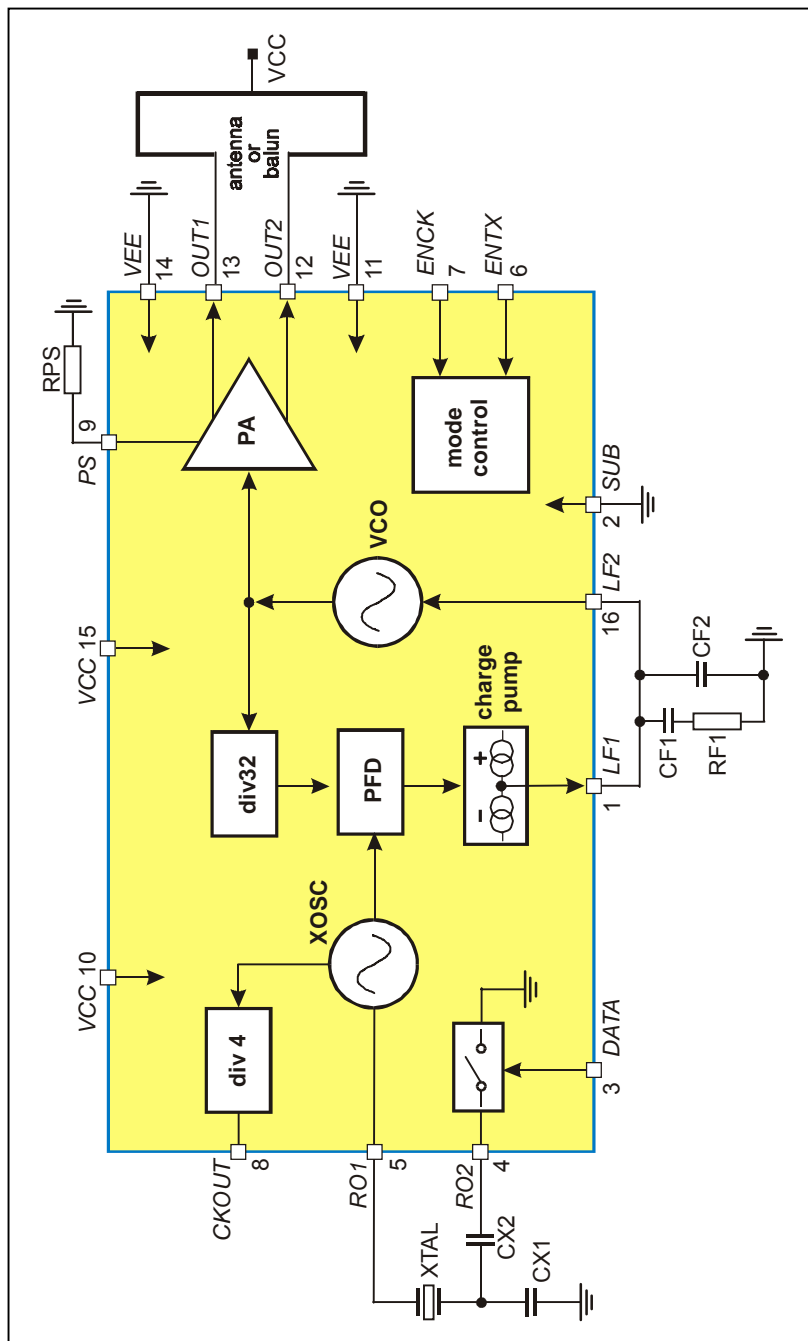 RPS
PS
9
VCC 15
VCC 10
VEE
14
OUT1
13
OUT2
12
VEE
11
ENCK
7
ENTX
6
antenna
or
balun
VCC
PA
mode
control
VCO
div32
PFD
charge
pump
+
–
XOSC
div 4
CKOUT
8
RO1
5
RO2
4
XTAL
CX2
CX1
DATA
3
LF1
1
CF1
RF1
CF2
LF2
16
SUB
2